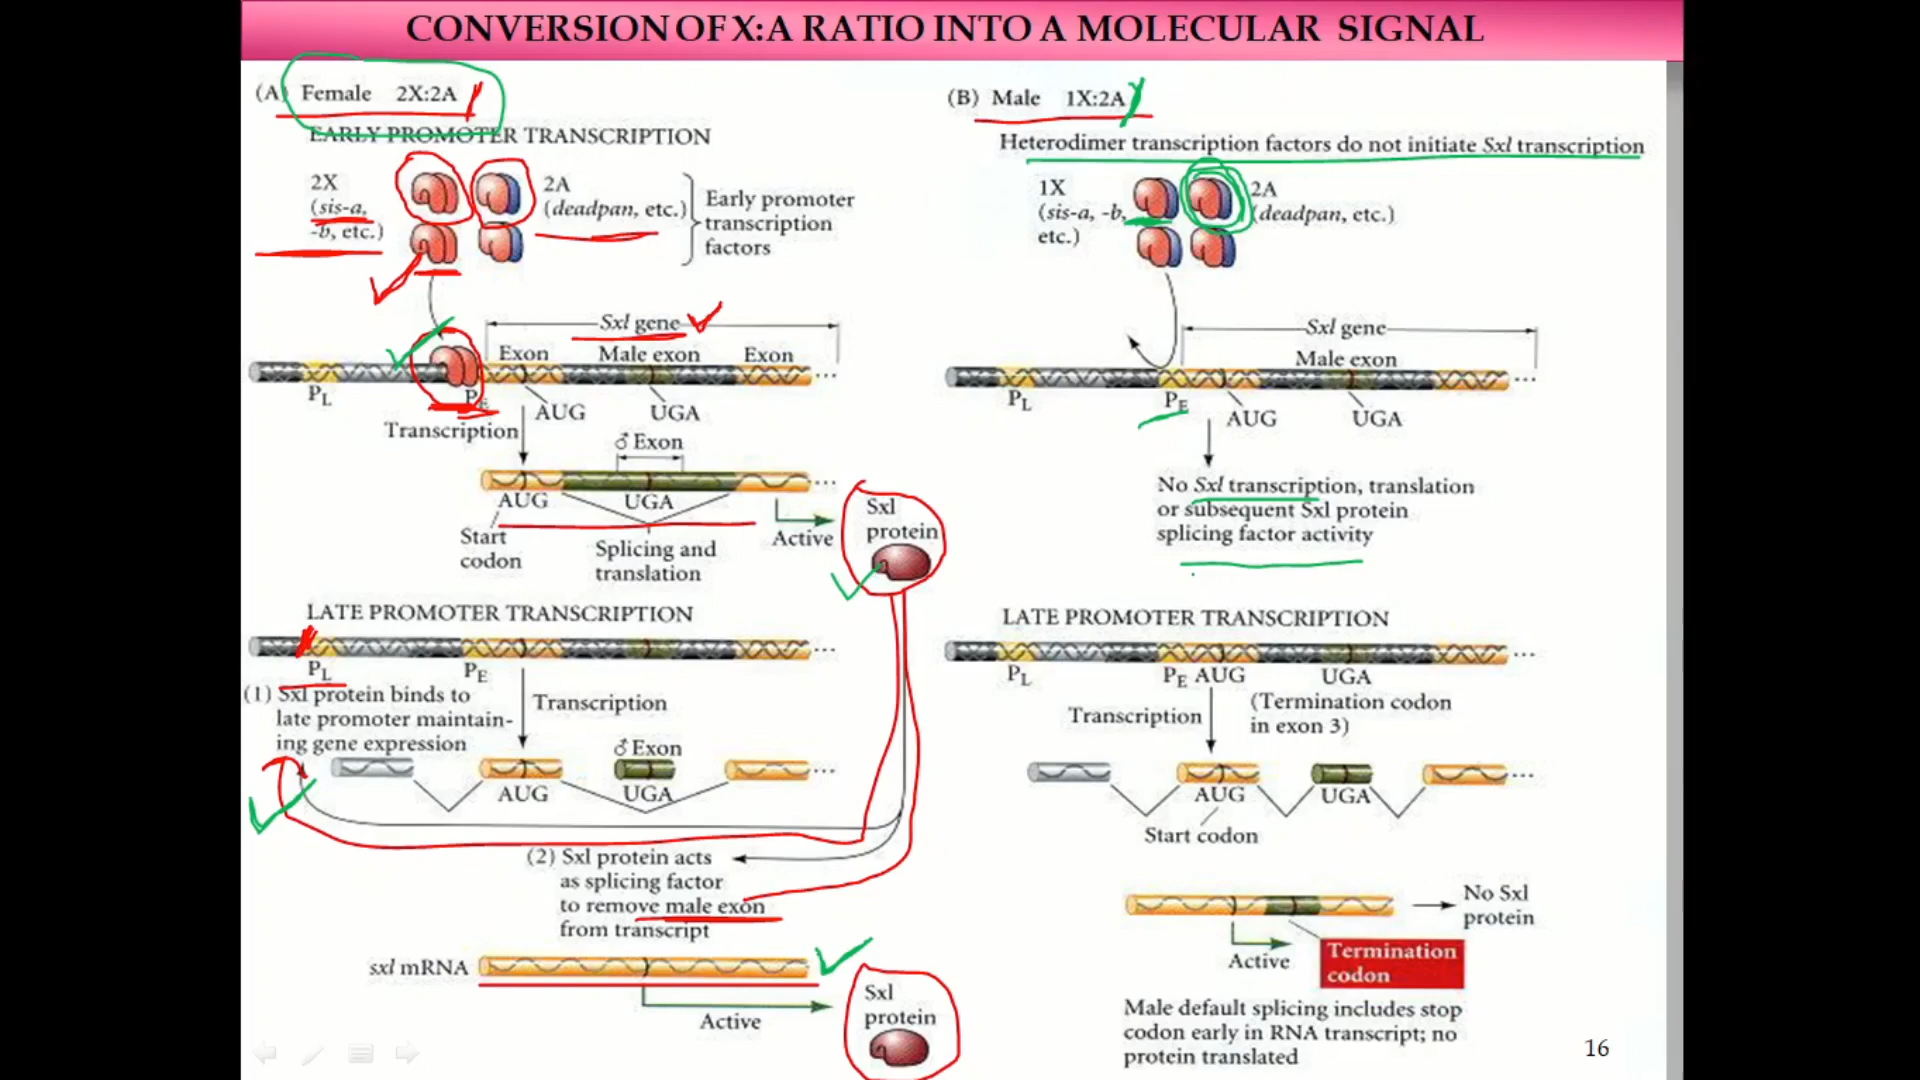 CONVERSION OF X:A RATIO INTO A MOLECULAR SIGNAL
(A) Female 2X:2A
EARLY PROMOTER TRANSCRIPTION
2X
(sis-a,
-b, etc.)
2A
(deadpan, etc.)
Early promoter
transcription
factors
Sxl gene
Exon Male exon Exon
PL
PE
AUG
UGA
Transcription
♂ Exon
AUG
UGA
Start
codon
Splicing and
translation
Active
Sxl
protein
LATE PROMOTER TRANSCRIPTION
PL
PE
(1) Sxl protein binds to
late promoter maintain-
ing gene expression
Transcription
♂ Exon
AUG
UGA
(2) Sxl protein acts
as splicing factor
to remove male exon
from transcript
sxl mRNA
Active
Sxl
protein
(B) Male 1X:2A
Heterodimer transcription factors do not initiate Sxl transcription
1X
(sis-a, -b,
etc.)
2A
(deadpan, etc.)
Sxl gene
Male exon
PL
PE
AUG
UGA
No Sxl transcription, translation
or subsequent Sxl protein
splicing factor activity
LATE PROMOTER TRANSCRIPTION
PL
PE AUG
UGA
(Termination codon
in exon 3)
Transcription
AUG
UGA
Start codon
No Sxl
protein
Active
Termination
codon
Male default splicing includes stop
codon early in RNA transcript; no
protein translated
16